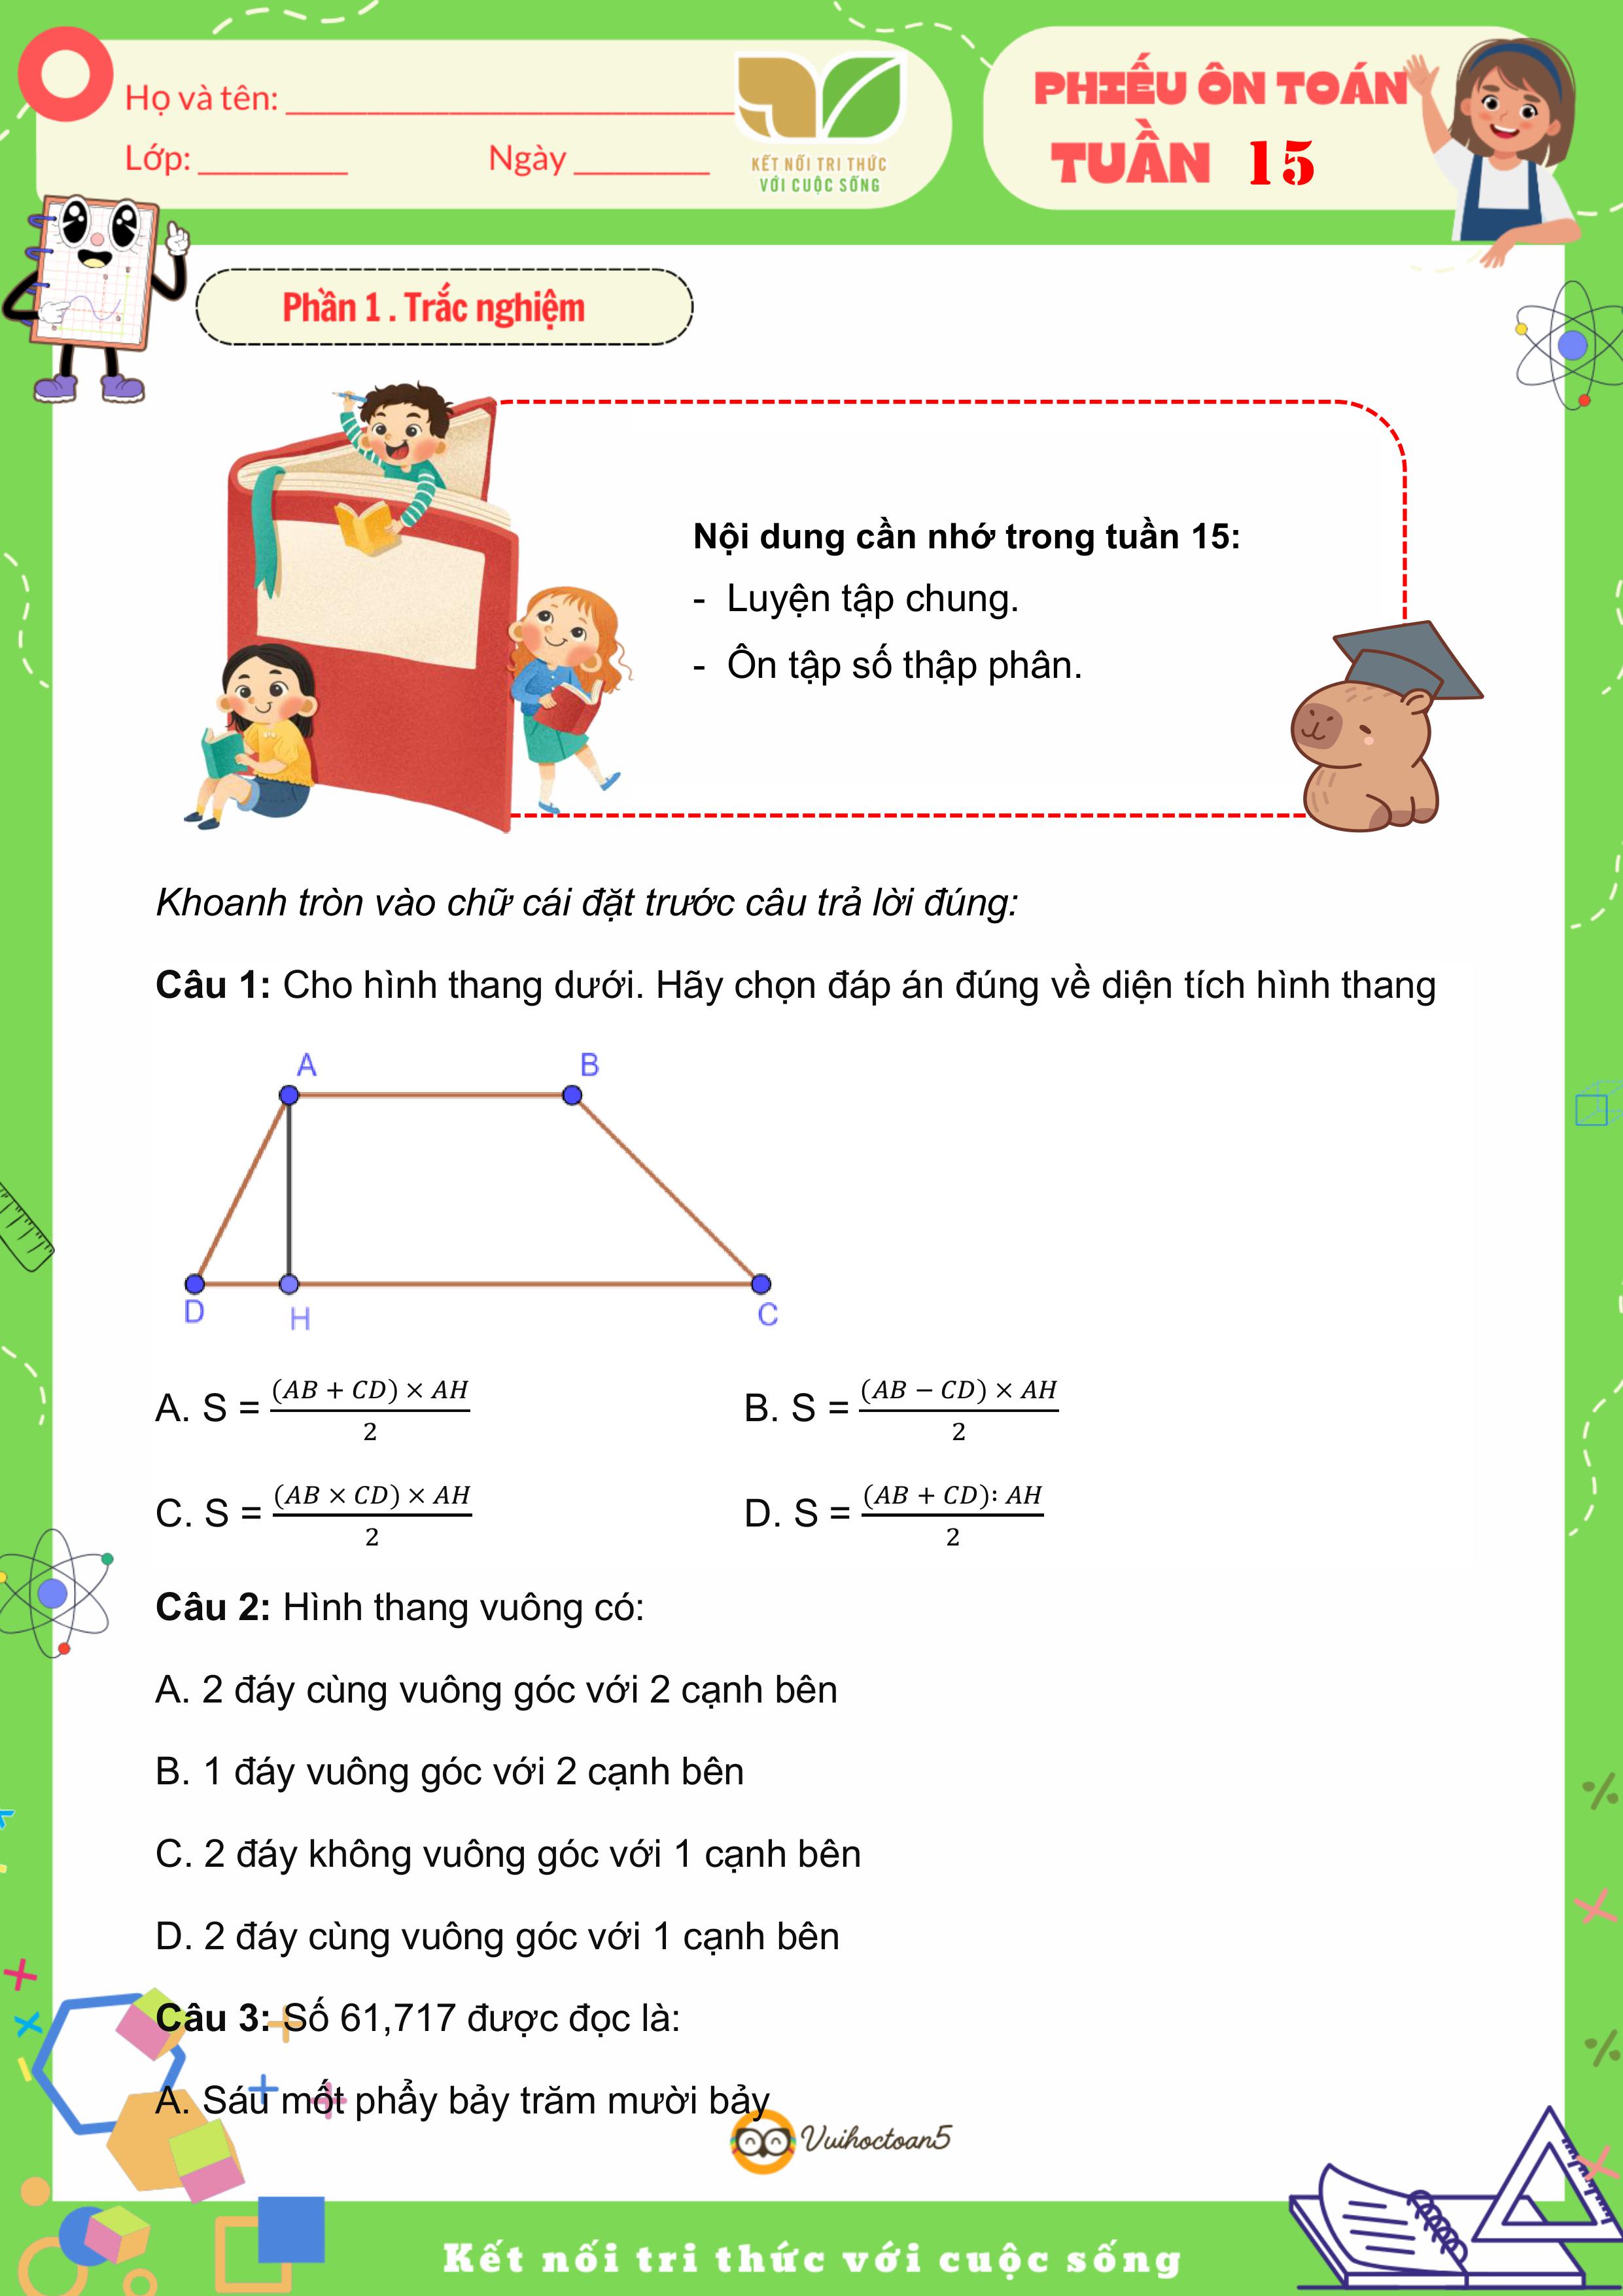 Họ và tên: ______________________
PHIẾU ÔN TOÁN
Lớp: ________ Ngày ________
TUẦN 15
KẾT NỐI TRI THỨC
VỚI CUỘC SỐNG
Phần 1 . Trắc nghiệm
Nội dung cần nhớ trong tuần 15:
- Luyện tập chung.
- Ôn tập số thập phân.
Khoanh tròn vào chữ cái đặt trước câu trả lời đúng:
Câu 1: Cho hình thang dưới. Hãy chọn đáp án đúng về diện tích hình thang
A B
D H C
A. S = \frac{(AB + CD) × AH}{2} B. S = \frac{(AB − CD) × AH}{2}
C. S = \frac{(AB × CD) × AH}{2} D. S = \frac{(AB + CD): AH}{2}
Câu 2: Hình thang vuông có:
A. 2 đáy cùng vuông góc với 2 cạnh bên
B. 1 đáy vuông góc với 2 cạnh bên
C. 2 đáy không vuông góc với 1 cạnh bên
D. 2 đáy cùng vuông góc với 1 cạnh bên
Câu 3: Số 61,717 được đọc là:
A. Sáu mốt phẩy bảy trăm mười bảy
Vuihoctoan5
Kết nối tri thức với cuộc sống